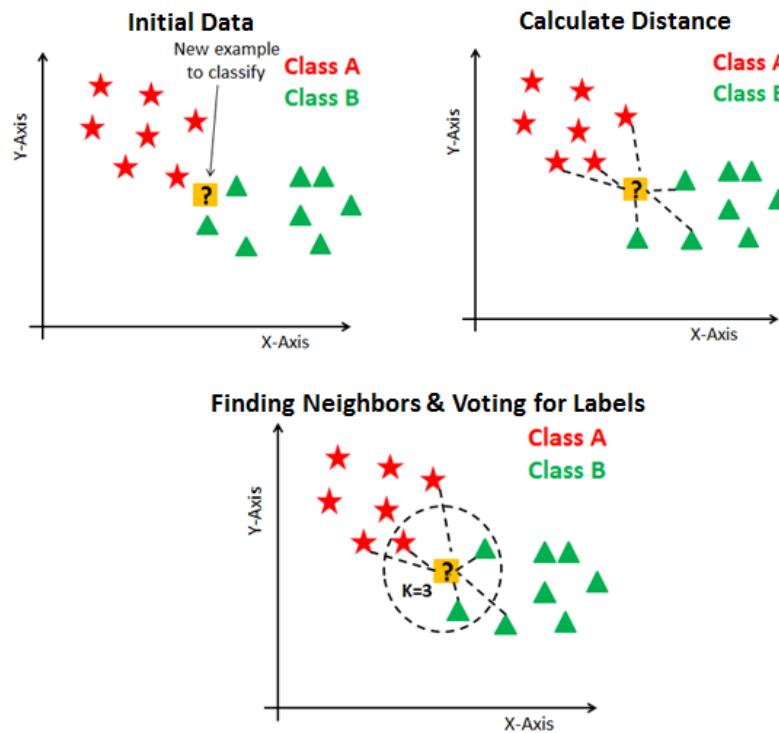 Initial Data
New example
to classify
Class A
Class B
Y-Axis
?
X-Axis
Calculate Distance
Class A
Class B
Y-Axis
?
X-Axis
Finding Neighbors & Voting for Labels
Class A
Class B
Y-Axis
?
K=3
X-Axis